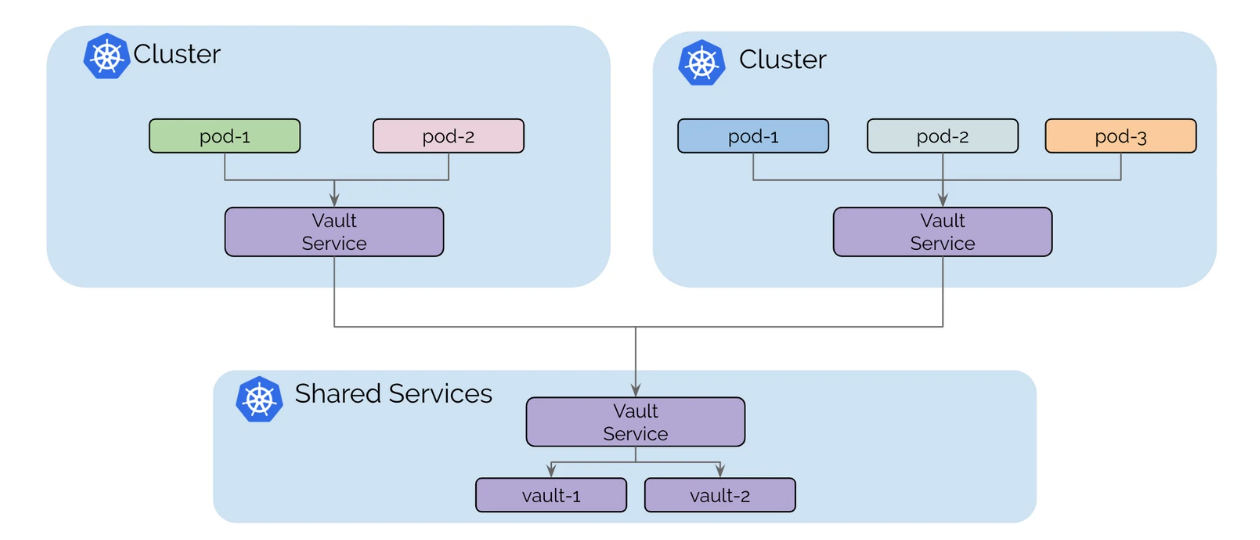 Cluster
pod-1
pod-2
Vault
Service
Cluster
pod-1
pod-2
pod-3
Vault
Service
Shared Services
Vault
Service
vault-1
vault-2